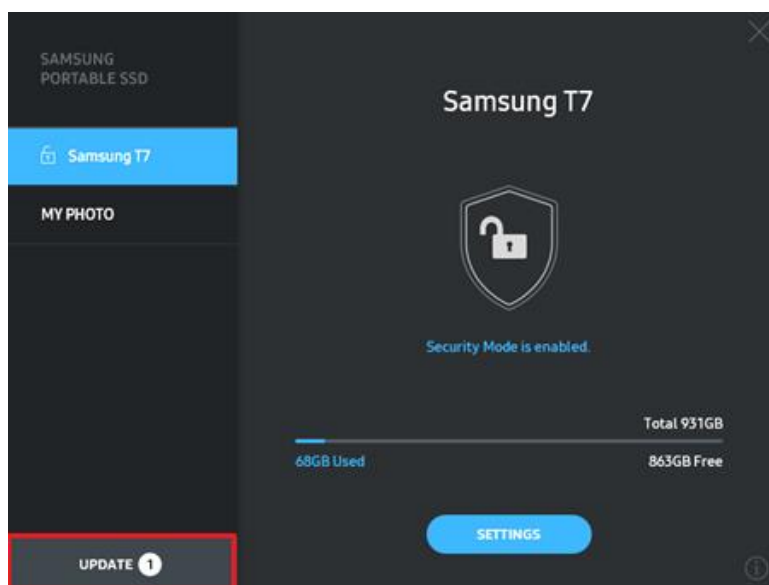 SAMSUNG
PORTABLE SSD
Samsung T7
MY PHOTO
UPDATE 1
Samsung T7
Security Mode is enabled.
Total 931GB
68GB Used
863GB Free
SETTINGS